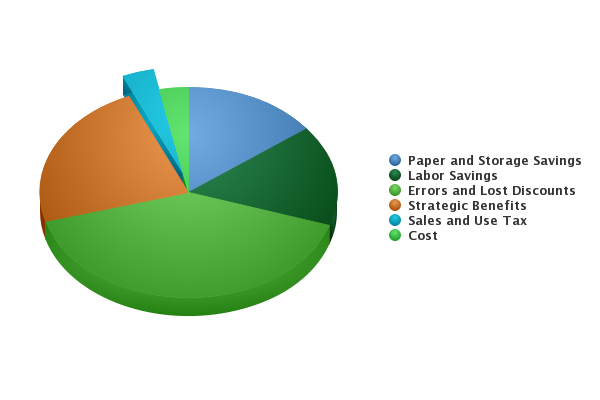 Paper and Storage Savings
Labor Savings
Errors and Lost Discounts
Strategic Benefits
Sales and Use Tax
Cost